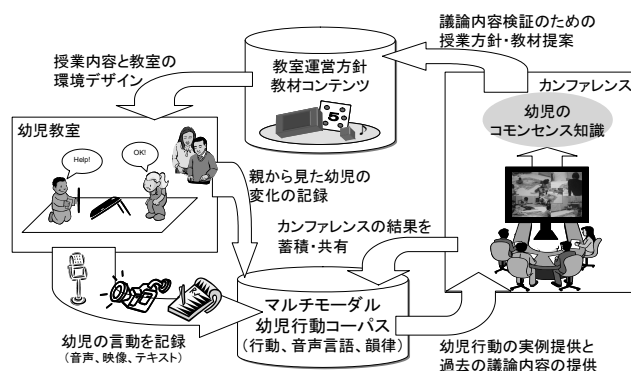 議論内容検証のための
授業方針・教材提案
授業内容と教室の
環境デザイン
教室運営方針
教材コンテンツ
カンファレンス
幼児の
コモンセンス知識
幼児教室
Help!
OK!
5
親から見た幼児の
変化の記録
カンファレンスの結果を
蓄積・共有
マルチモーダル
幼児行動コーパス
(行動、音声言語、韻律)
幼児の言動を記録
(音声、映像、テキスト)
幼児行動の実例提供と
過去の議論内容の提供